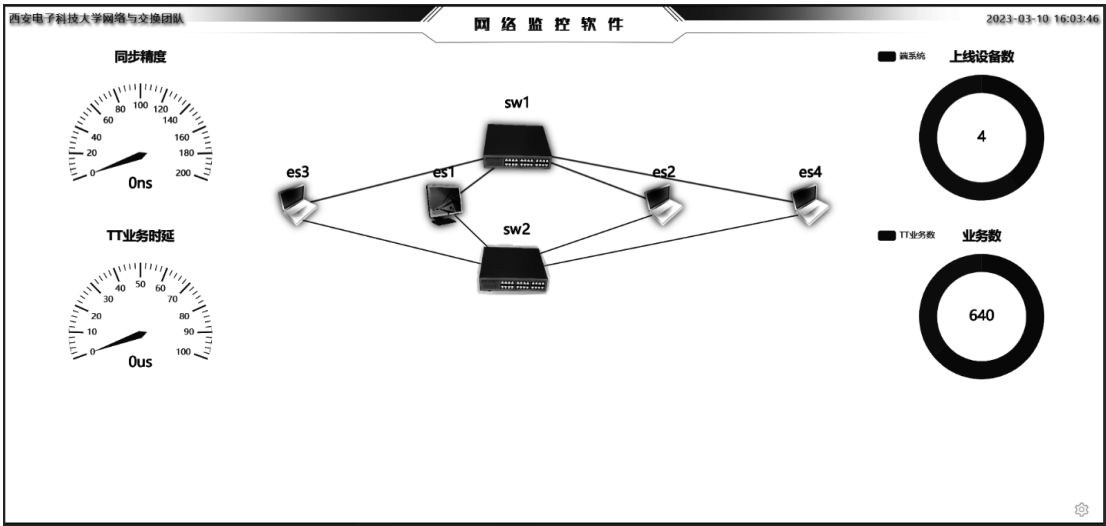 西安电子科技大学网络与交换团队
网络监控软件
2023-03-10 16:03:46
同步精度
0
20
40
60
80
100
120
140
160
180
200
0ns
TT业务时延
0
10
20
30
40
50
60
70
80
90
100
0us
sw1
es3
es1
es2
es4
sw2
端系统
上线设备数
4
TT业务数
业务数
640